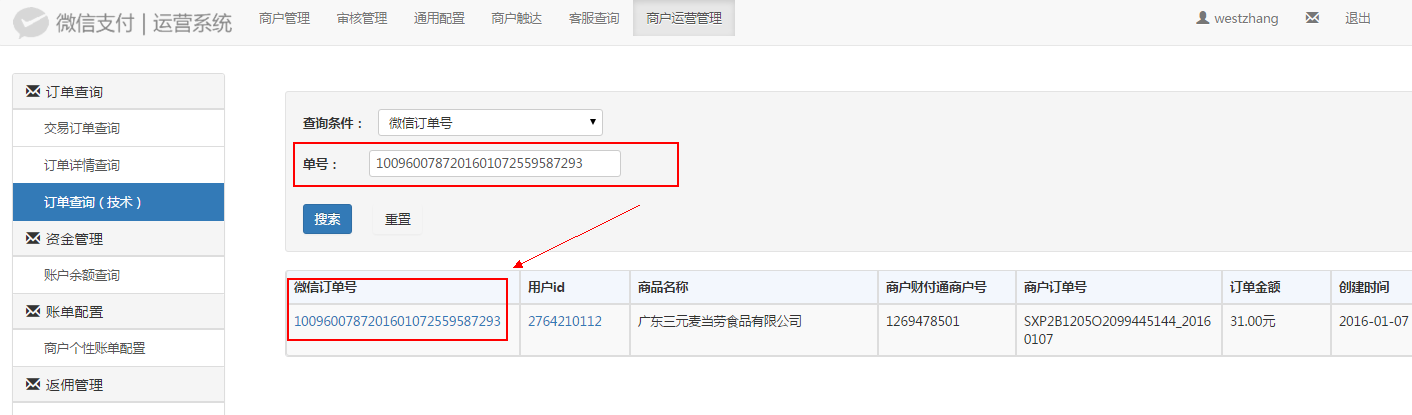 微信支付 | 运营系统
商户管理 审核管理 通用配置 商户触达 客服查询 商户运营管理 westzhang 退出
订单查询
交易订单查询
订单详情查询
订单查询（技术）
资金管理
账户余额查询
账单配置
商户个性账单配置
返佣管理
查询条件： 微信订单号
单号： 1009600787201601072559587293
搜索 重置
微信订单号 用户id 商品名称 商户财付通商户号 商户订单号 订单金额 创建时间
1009600787201601072559587293 2764210112 广东三元麦当劳食品有限公司 1269478501 SXP2B1205O2099445144_2016 31.00元 2016-01-07
0107